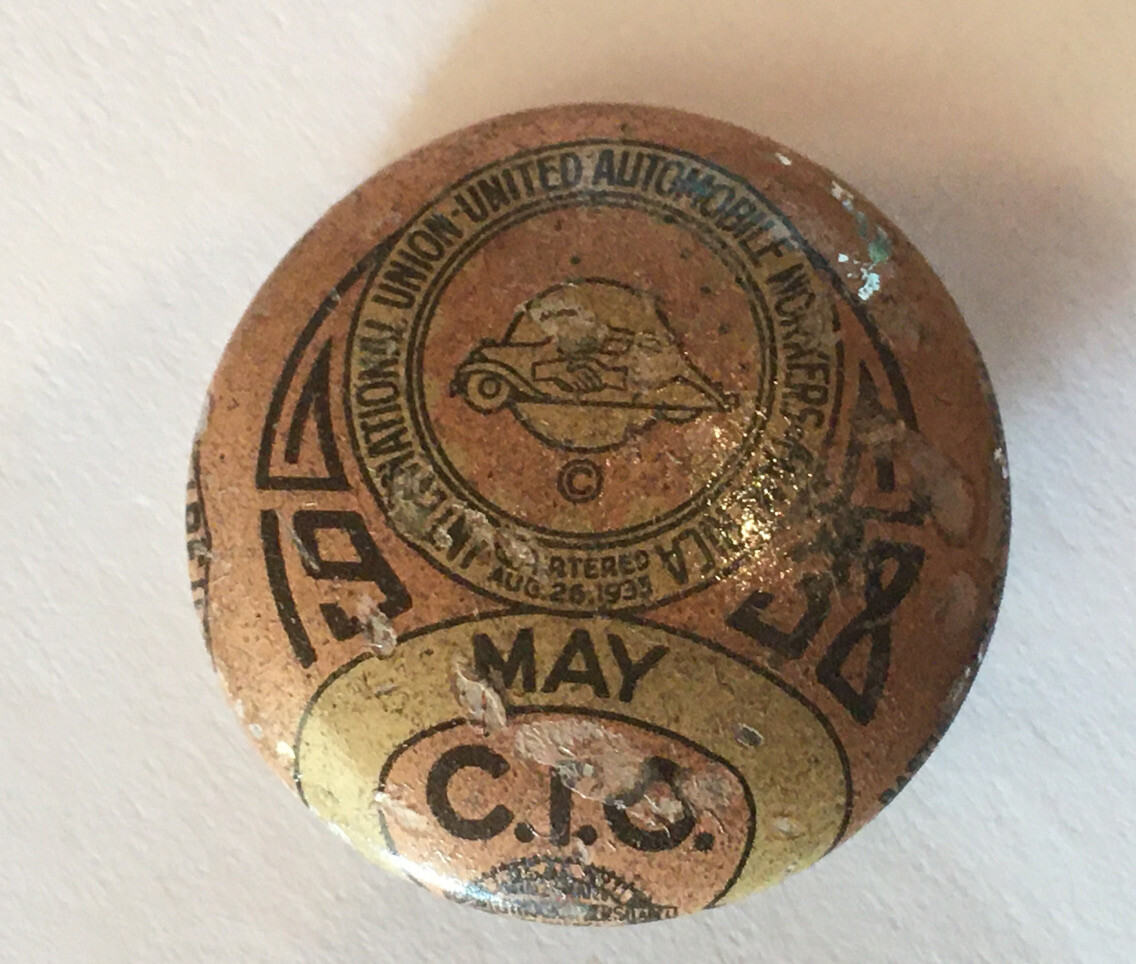 INTERNATIONAL UNION·UNITED AUTOMOBILE WORKERS
CHARTERED
AUG.26.1935
©
19 38
MAY
C.I.O.